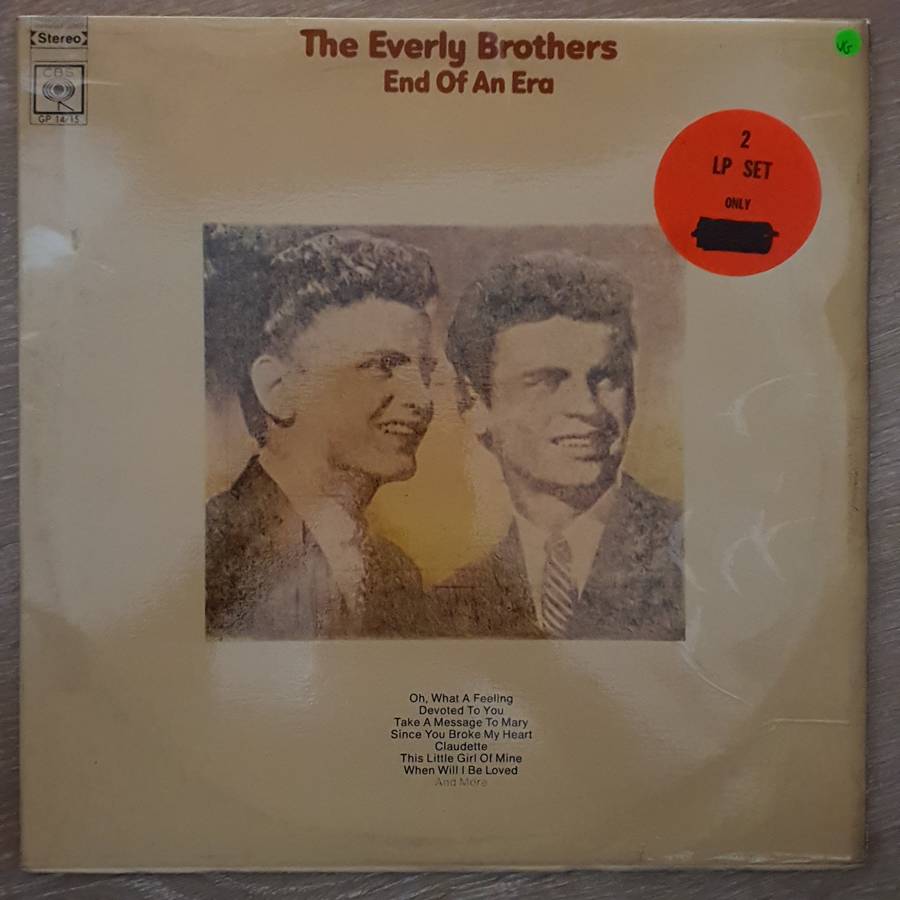 Stereo
CBS
GP 14/15
The Everly Brothers
End Of An Era
VG
2
LP SET
ONLY
Oh, What A Feeling
Devoted To You
Take A Message To Mary
Since You Broke My Heart
Claudette
This Little Girl Of Mine
When Will I Be Loved
And More